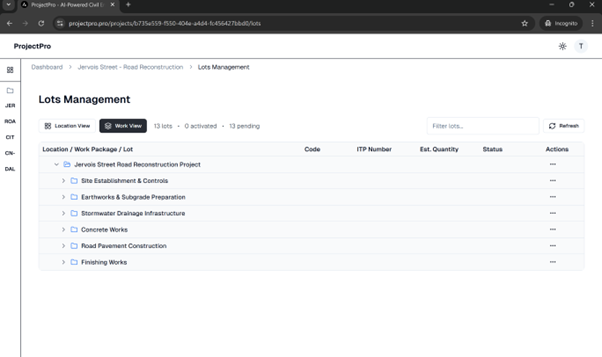 ProjectPro - AI-Powered Civil
projectpro.pro/projects/b735e559-f550-404e-a4d4-fc456427bbd0/lots
Incognito
ProjectPro
T
Dashboard > Jervois Street - Road Reconstruction > Lots Management
JER
ROA
CIT
CN-
DAL
Lots Management
Location View Work View 13 lots • 0 activated • 13 pending Filter lots... Refresh
Location / Work Package / Lot Code ITP Number Est. Quantity Status Actions
Jervois Street Road Reconstruction Project
Site Establishment & Controls
Earthworks & Subgrade Preparation
Stormwater Drainage Infrastructure
Concrete Works
Road Pavement Construction
Finishing Works